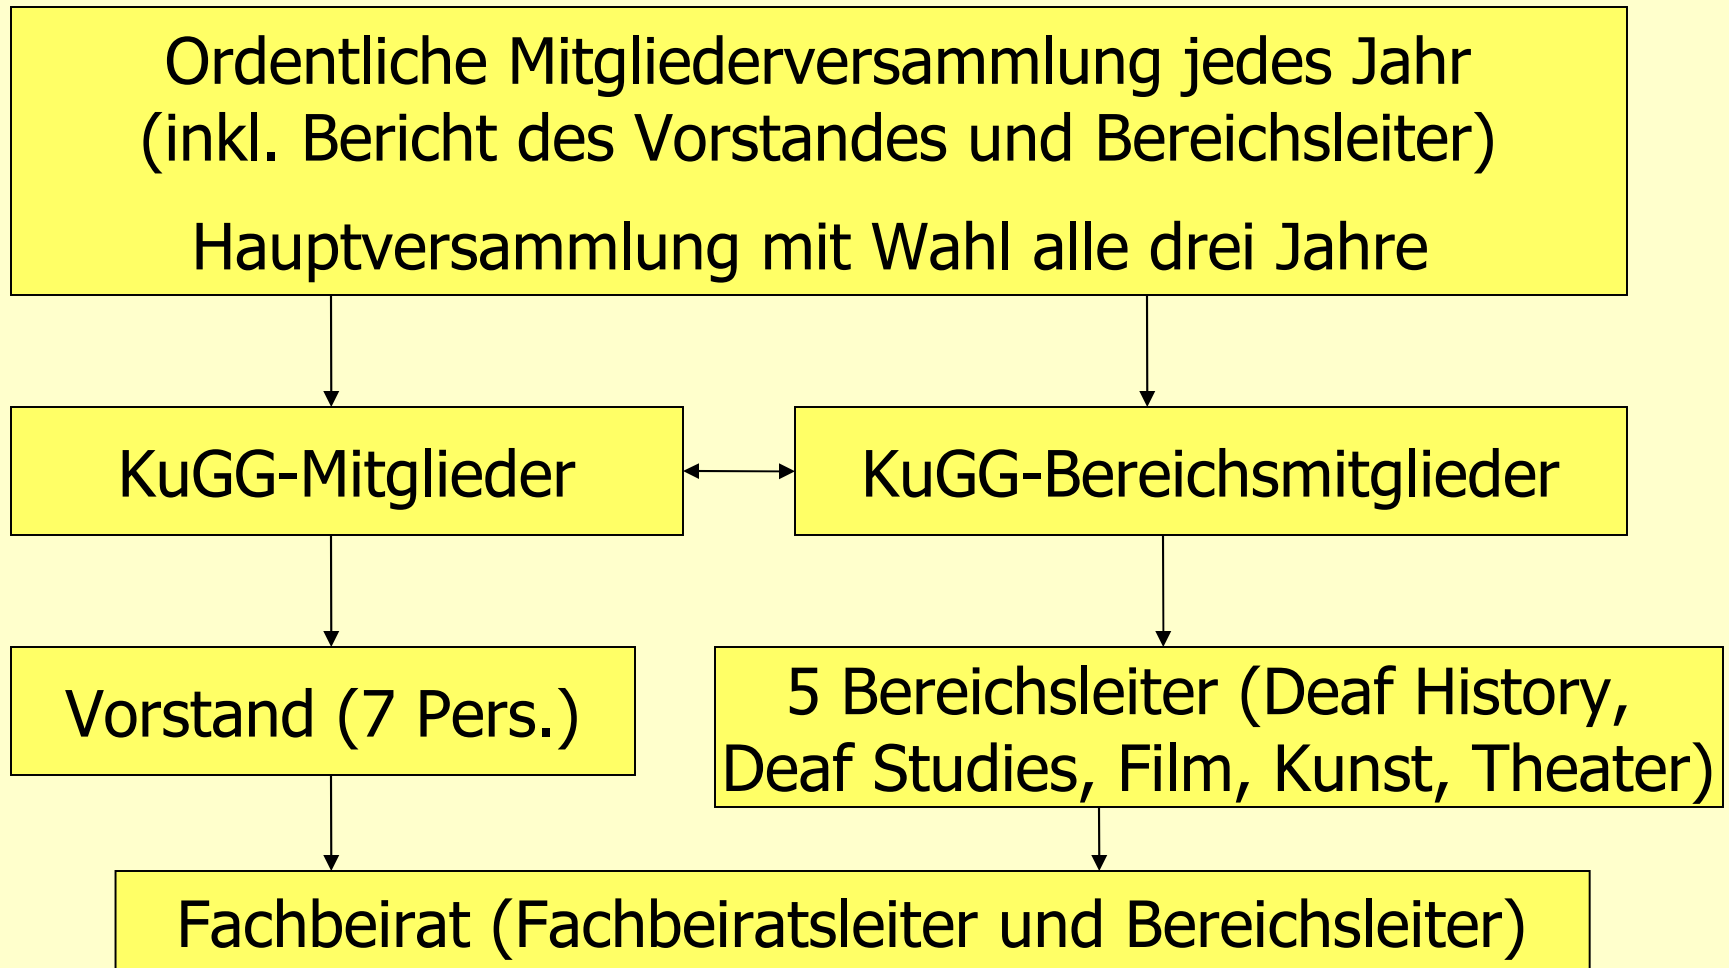 Ordentliche Mitgliederversammlung jedes Jahr
(inkl. Bericht des Vorstandes und Bereichsleiter)
Hauptversammlung mit Wahl alle drei Jahre
KuGG-Mitglieder
KuGG-Bereichsmitglieder
Vorstand (7 Pers.)
5 Bereichsleiter (Deaf History,
Deaf Studies, Film, Kunst, Theater)
Fachbeirat (Fachbeiratsleiter und Bereichsleiter)